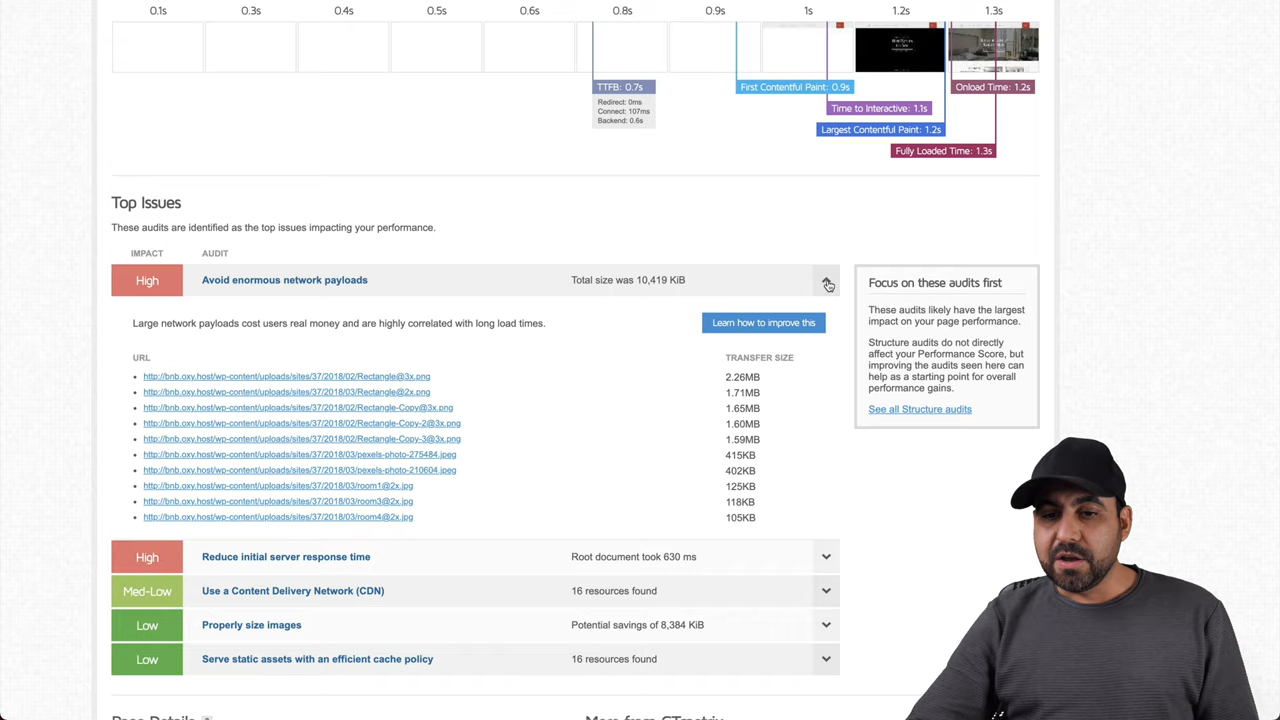 0.1s 0.3s 0.4s 0.5s 0.6s 0.8s 0.9s 1s 1.2s 1.3s
TTFB: 0.7s
Redirect: 0ms
Connect: 107ms
Backend: 0.6s
First Contentful Paint: 0.9s
Onload Time: 1.2s
Time to Interactive: 1.1s
Largest Contentful Paint: 1.2s
Fully Loaded Time: 1.3s
Top Issues
These audits are identified as the top issues impacting your performance.
IMPACT AUDIT
High Avoid enormous network payloads Total size was 10,419 KiB
Large network payloads cost users real money and are highly correlated with long load times. Learn how to improve this
URL TRANSFER SIZE
http://bnb.oxy.host/wp-content/uploads/sites/37/2018/02/Rectangle@3x.png 2.26MB
http://bnb.oxy.host/wp-content/uploads/sites/37/2018/03/Rectangle@2x.png 1.71MB
http://bnb.oxy.host/wp-content/uploads/sites/37/2018/02/Rectangle-Copy@3x.png 1.65MB
http://bnb.oxy.host/wp-content/uploads/sites/37/2018/02/Rectangle-Copy-2@3x.png 1.60MB
http://bnb.oxy.host/wp-content/uploads/sites/37/2018/02/Rectangle-Copy-3@3x.png 1.59MB
http://bnb.oxy.host/wp-content/uploads/sites/37/2018/03/pexels-photo-275484.jpeg 415KB
http://bnb.oxy.host/wp-content/uploads/sites/37/2018/03/pexels-photo-210604.jpeg 402KB
http://bnb.oxy.host/wp-content/uploads/sites/37/2018/03/room1@2x.jpg 125KB
http://bnb.oxy.host/wp-content/uploads/sites/37/2018/03/room3@2x.jpg 118KB
http://bnb.oxy.host/wp-content/uploads/sites/37/2018/03/room4@2x.jpg 105KB
High Reduce initial server response time Root document took 630 ms
Med-Low Use a Content Delivery Network (CDN) 16 resources found
Low Properly size images Potential savings of 8,384 KiB
Low Serve static assets with an efficient cache policy 16 resources found
Focus on these audits first
These audits likely have the largest
impact on your page performance.
Structure audits do not directly
affect your Performance Score, but
improving the audits seen here can
help as a starting point for overall
performance gains.
See all Structure audits
Page Details More from GTmetrix